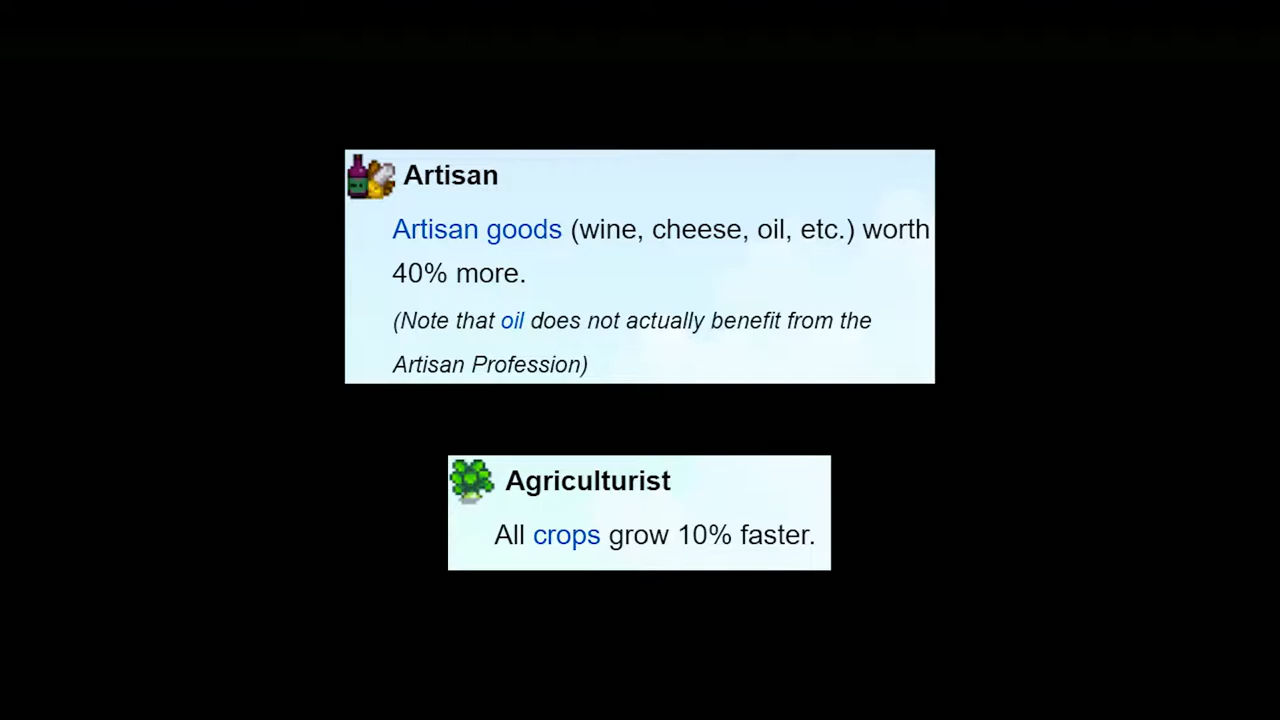 Artisan
Artisan goods (wine, cheese, oil, etc.) worth
40% more.
(Note that oil does not actually benefit from the
Artisan Profession)
Agriculturist
All crops grow 10% faster.